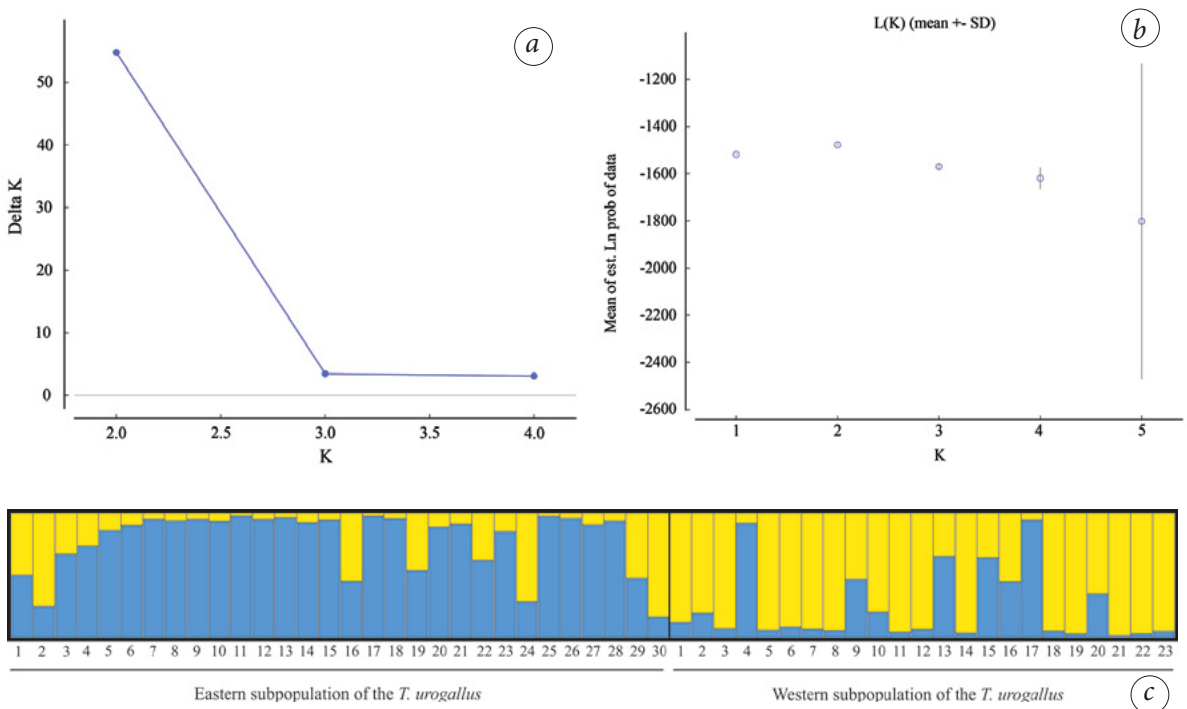 a
50
40
30
20
10
0
Delta K
2.0 2.5 3.0 3.5 4.0
K
L(K) (mean +- SD)
b
-1200
-1400
-1600
-1800
-2000
-2200
-2400
-2600
Mean of est. Ln prob of data
1 2 3 4 5
K
1 2 3 4 5 6 7 8 9 10 11 12 13 14 15 16 17 18 19 20 21 22 23 24 25 26 27 28 29 30 1 2 3 4 5 6 7 8 9 10 11 12 13 14 15 16 17 18 19 20 21 22 23
Eastern subpopulation of the T. urogallus
Western subpopulation of the T. urogallus
c